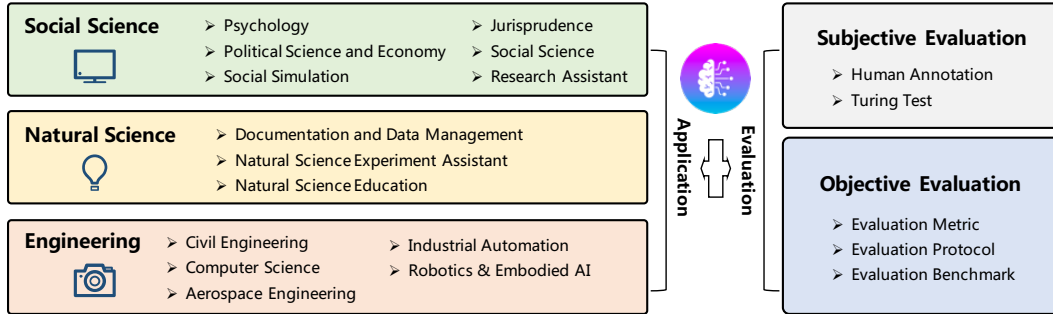 Social Science
➢ Psychology
➢ Political Science and Economy
➢ Social Simulation
➢ Jurisprudence
➢ Social Science
➢ Research Assistant
Natural Science
➢ Documentation and Data Management
➢ Natural Science Experiment Assistant
➢ Natural Science Education
Engineering
➢ Civil Engineering
➢ Computer Science
➢ Aerospace Engineering
➢ Industrial Automation
➢ Robotics & Embodied AI
Application
Evaluation
Subjective Evaluation
➢ Human Annotation
➢ Turing Test
Objective Evaluation
➢ Evaluation Metric
➢ Evaluation Protocol
➢ Evaluation Benchmark